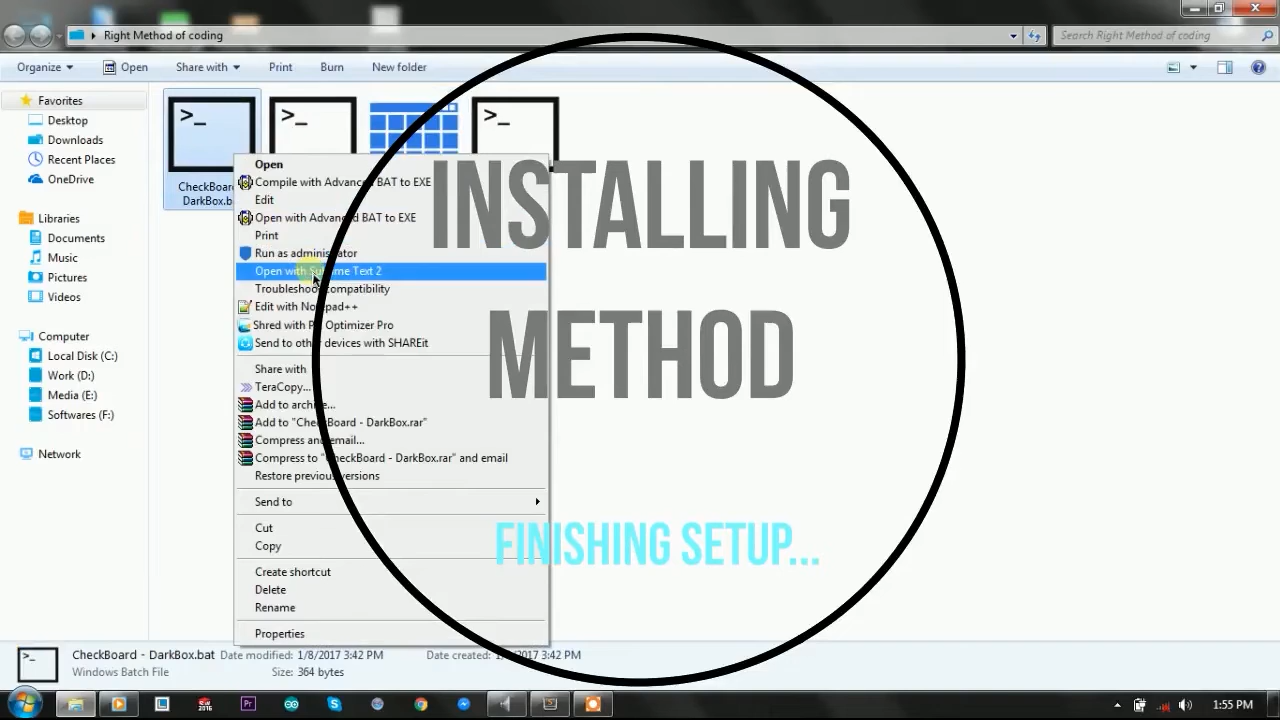 Right Method of coding
Search Right Method of coding
Organize
Open
Share with
Print
Burn
New folder
Favorites
Desktop
Downloads
Recent Places
OneDrive
Libraries
Documents
Music
Pictures
Videos
Computer
Local Disk (C:)
Work (D:)
Media (E:)
Softwares (F:)
Network
>_
>_
>_
CheckBoar
DarkBox.b
Open
Compile with Advanced BAT to EXE
Edit
Open with Advanced BAT to EXE
Print
Run as administrator
Open with Sublime Text 2
Troubleshoot compatibility
Edit with Notepad++
Shred with PC Optimizer Pro
Send to other devices with SHAREit
Share with
TeraCopy...
Add to archive...
Add to "CheckBoard - DarkBox.rar"
Compress and email...
Compress to "CheckBoard - DarkBox.rar" and email
Restore previous versions
Send to
Cut
Copy
Create shortcut
Delete
Rename
Properties
INSTALLING
METHOD
FINISHING SETUP...
>_
CheckBoard - DarkBox.bat Date modified: 1/8/2017 3:42 PM Date created: 1/8/2017 3:42 PM
Windows Batch File Size: 364 bytes
Pr
1:55 PM